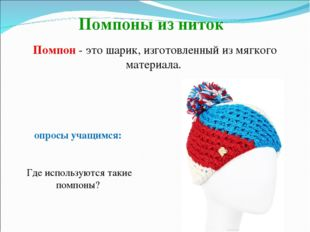 Помпоны из ниток
Помпон - это шарик, изготовленный из мягкого
материала.
опросы учащимся:
Где используются такие
помпоны?